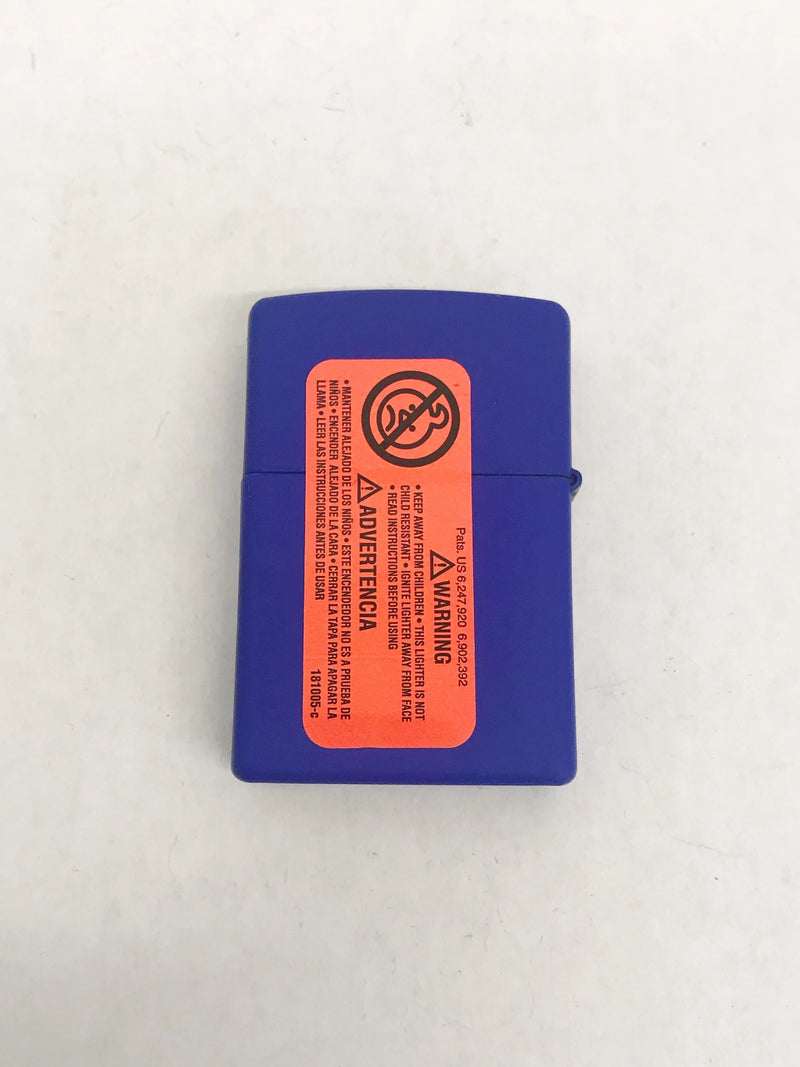 Pats. US 6,247,920 6,902,392
WARNING
• KEEP AWAY FROM CHILDREN • THIS LIGHTER IS NOT
CHILD RESISTANT • IGNITE LIGHTER AWAY FROM FACE
• READ INSTRUCTIONS BEFORE USING
ADVERTENCIA
• MANTENER ALEJADO DE LOS NIÑOS • ESTE ENCENDEDOR NO ES A PRUEBA DE
NIÑOS • ENCENDER ALEJADO DE LA CARA • CERRAR LA TAPA PARA APAGAR LA
LLAMA • LEER LAS INSTRUCCIONES ANTES DE USAR
181005-c